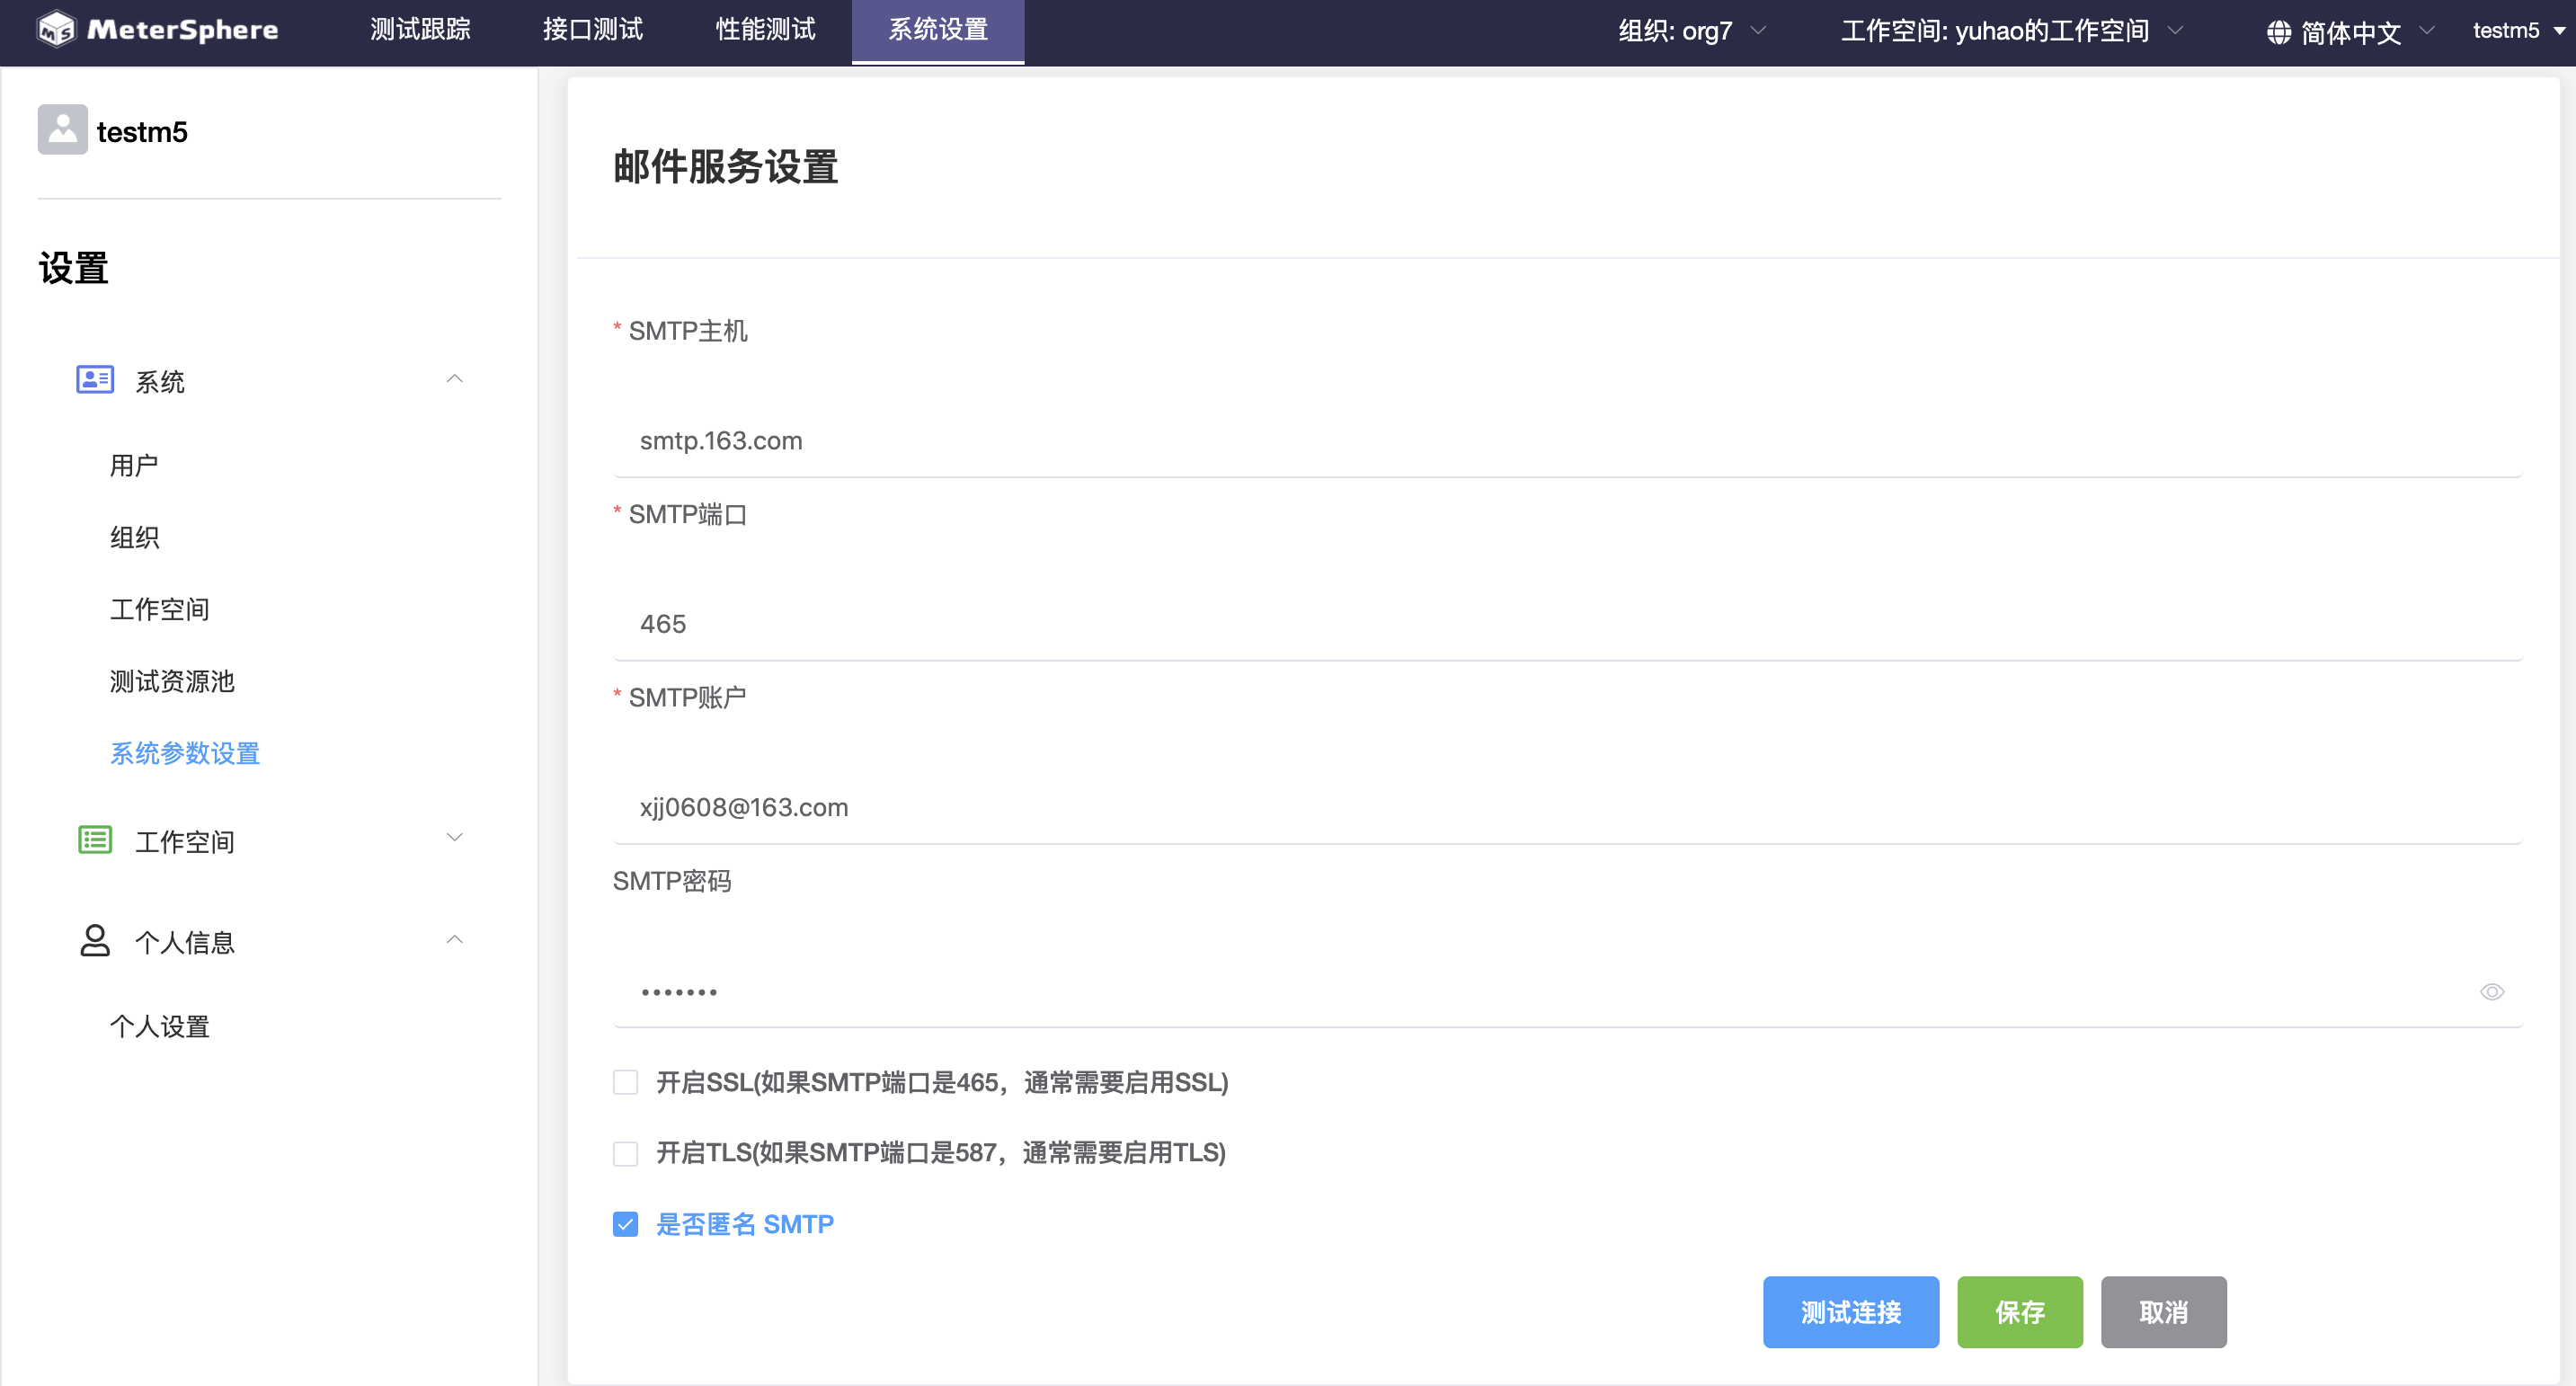 MeterSphere 测试跟踪 接口测试 性能测试 系统设置 组织: org7 工作空间: yuhao的工作空间 简体中文 testm5
testm5
设置
系统
用户
组织
工作空间
测试资源池
系统参数设置
工作空间
个人信息
个人设置
邮件服务设置
* SMTP主机
smtp.163.com
* SMTP端口
465
* SMTP账户
xjj0608@163.com
SMTP密码
•••••••
开启SSL(如果SMTP端口是465，通常需要启用SSL)
开启TLS(如果SMTP端口是587，通常需要启用TLS)
是否匿名 SMTP
测试连接 保存 取消